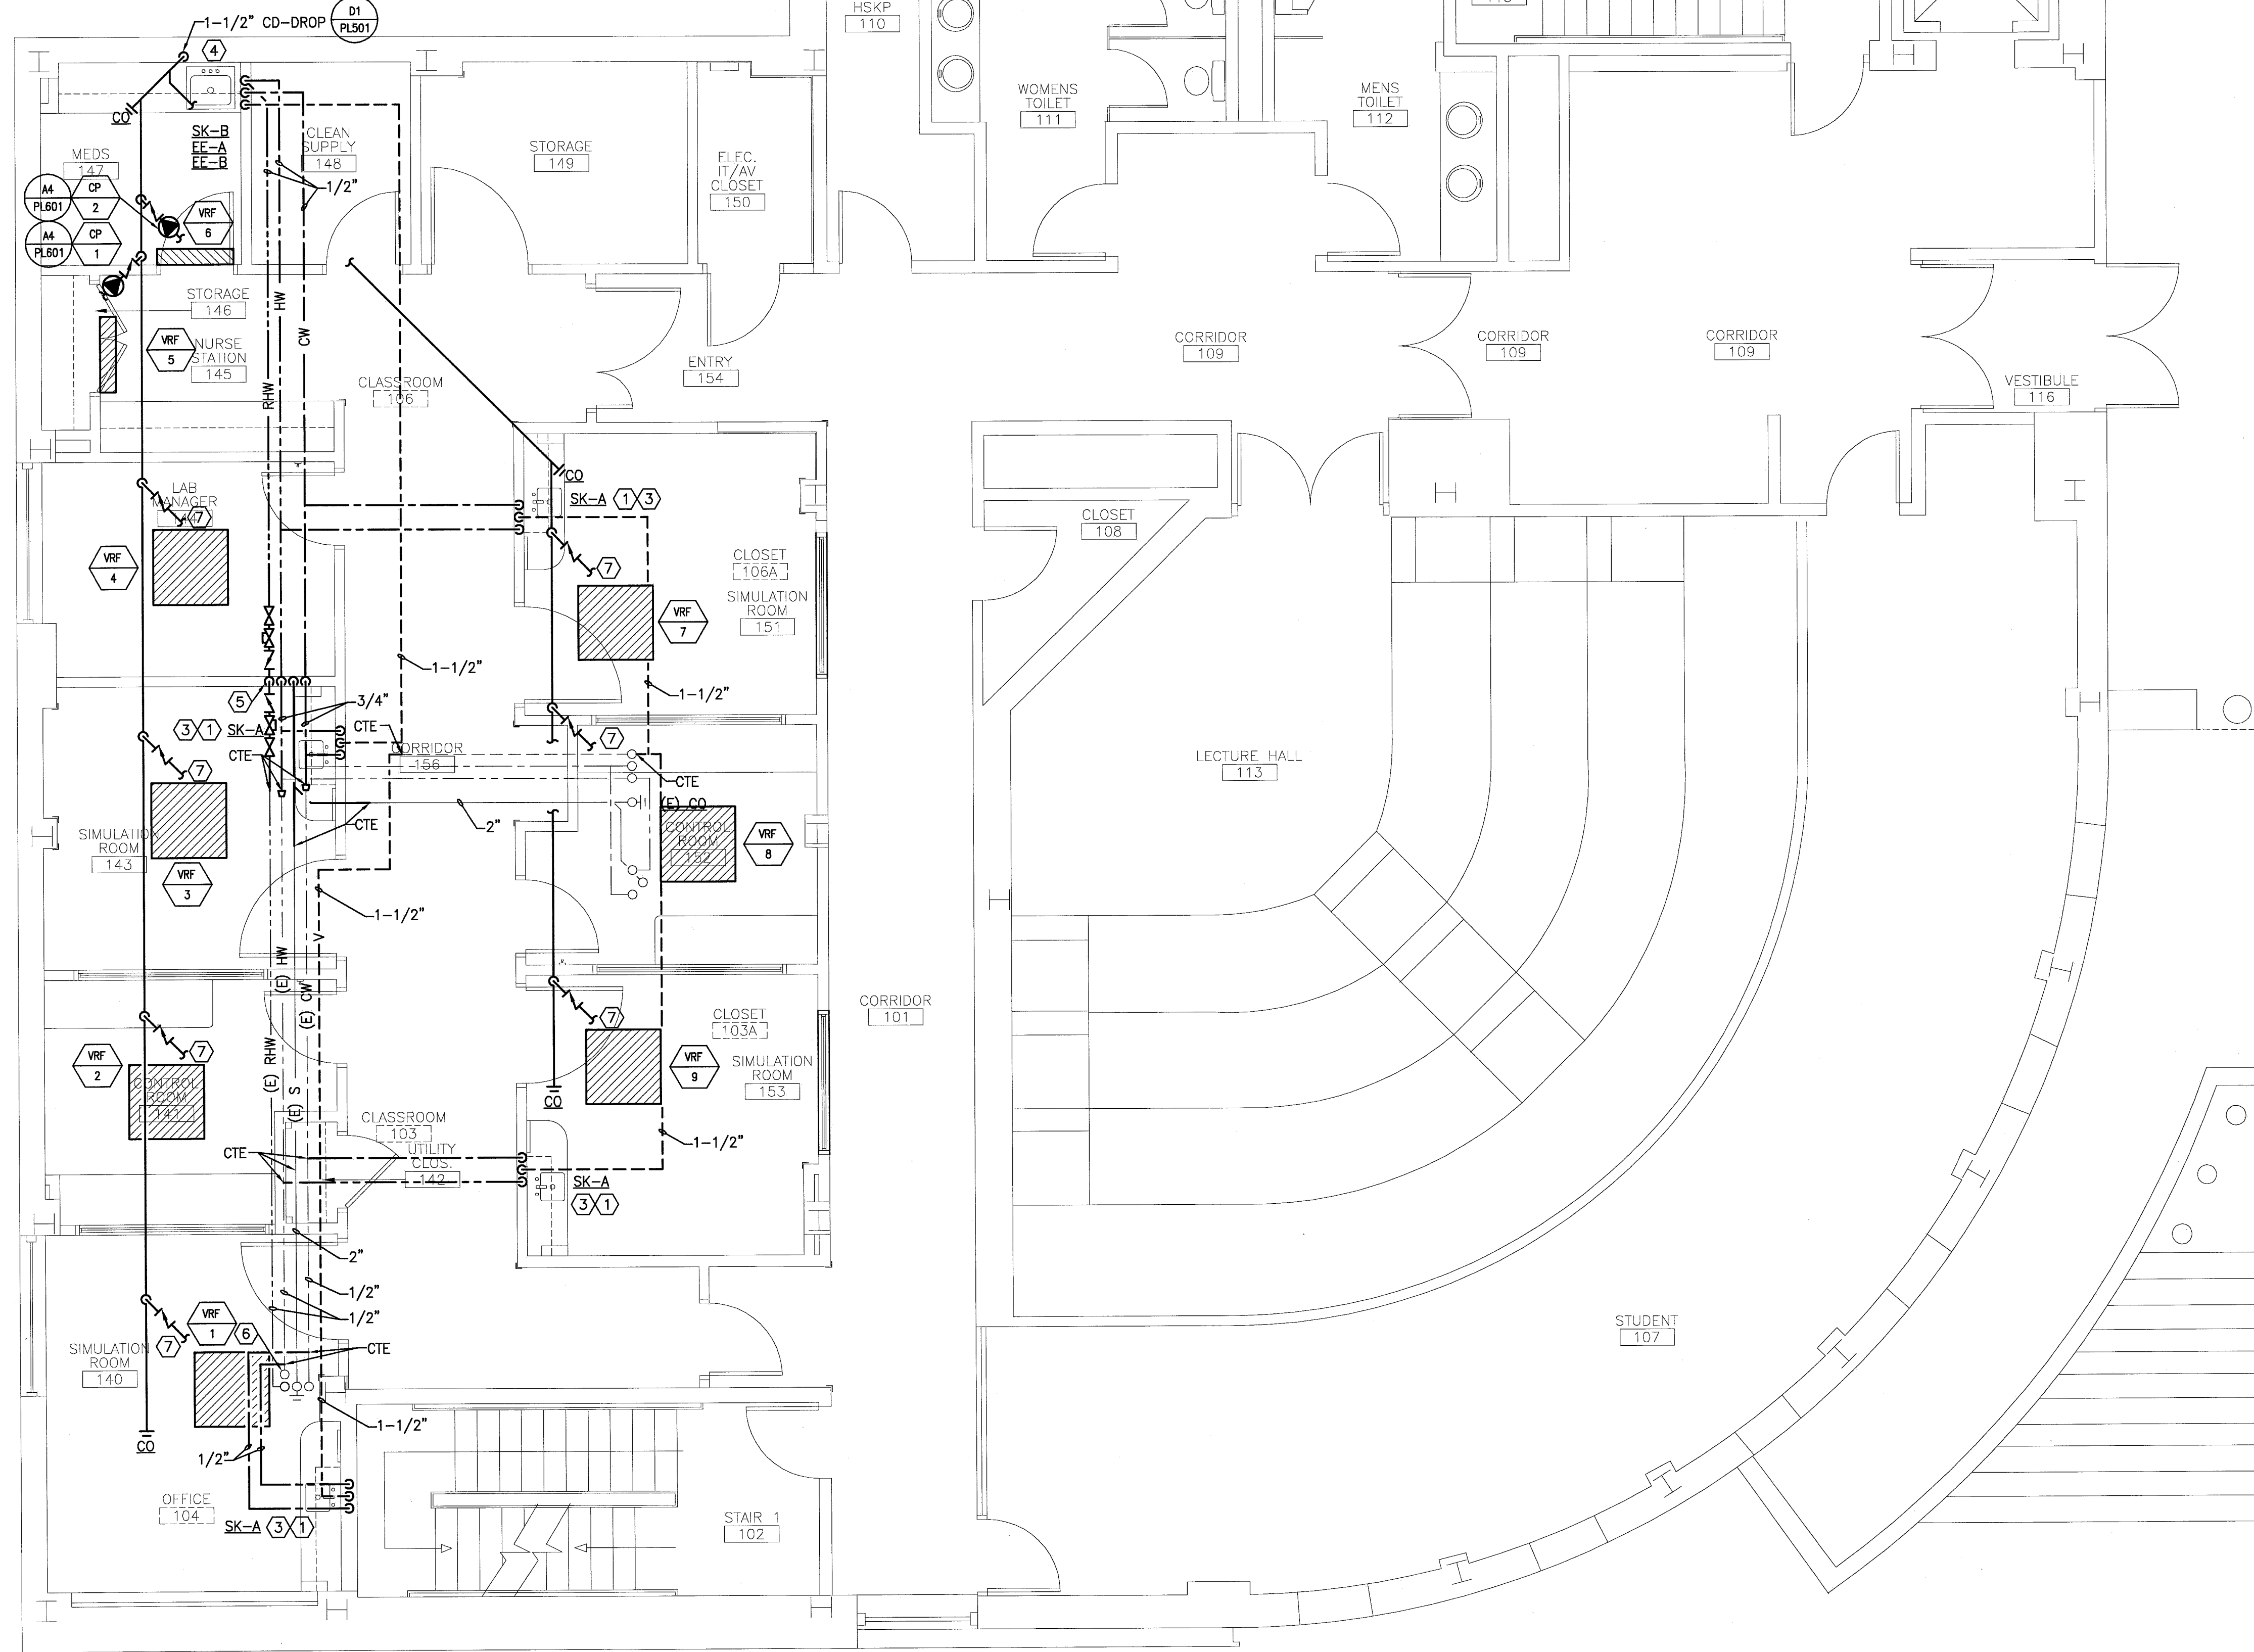 1-1/2" CD-DROP
D1
PL501
4
CO
SK-B
EE-A
EE-B
MEDS
147
A4
PL601
CP
2
A4
PL601
CP
1
VRF
6
CLEAN
SUPPLY
148
1/2"
STORAGE
149
ELEC.
IT/AV
CLOSET
150
HSKP
110
WOMENS
TOILET
111
MENS
TOILET
112
STORAGE
146
VRF
5
NURSE
STATION
145
RHW
HW
CW
CLASSROOM
106
ENTRY
154
CORRIDOR
109
CORRIDOR
109
CORRIDOR
109
VESTIBULE
116
LAB
MANAGER
7
VRF
4
CO
SK-A
1
3
7
CLOSET
106A
SIMULATION
ROOM
151
VRF
7
CLOSET
108
1-1/2"
1-1/2"
5
3/4"
3
1
SK-A
CTE
CTE
CORRIDOR
156
7
7
CTE
(E) CO
2"
CTE
SIMULATION
ROOM
143
VRF
3
CONTROL
ROOM
152
VRF
8
LECTURE HALL
113
1-1/2"
V
(E) HW
(E) CW
(E) RHW
(E) S
7
VRF
2
CONTROL
ROOM
141
7
CLOSET
103A
SIMULATION
ROOM
153
VRF
9
CO
CORRIDOR
101
CLASSROOM
103
UTILITY
CLOS.
142
CTE
1-1/2"
SK-A
3
1
2"
1/2"
1/2"
VRF
1
6
7
CTE
SIMULATION
ROOM
140
CO
1-1/2"
1/2"
OFFICE
104
SK-A
3
1
STAIR 1
102
STUDENT
107